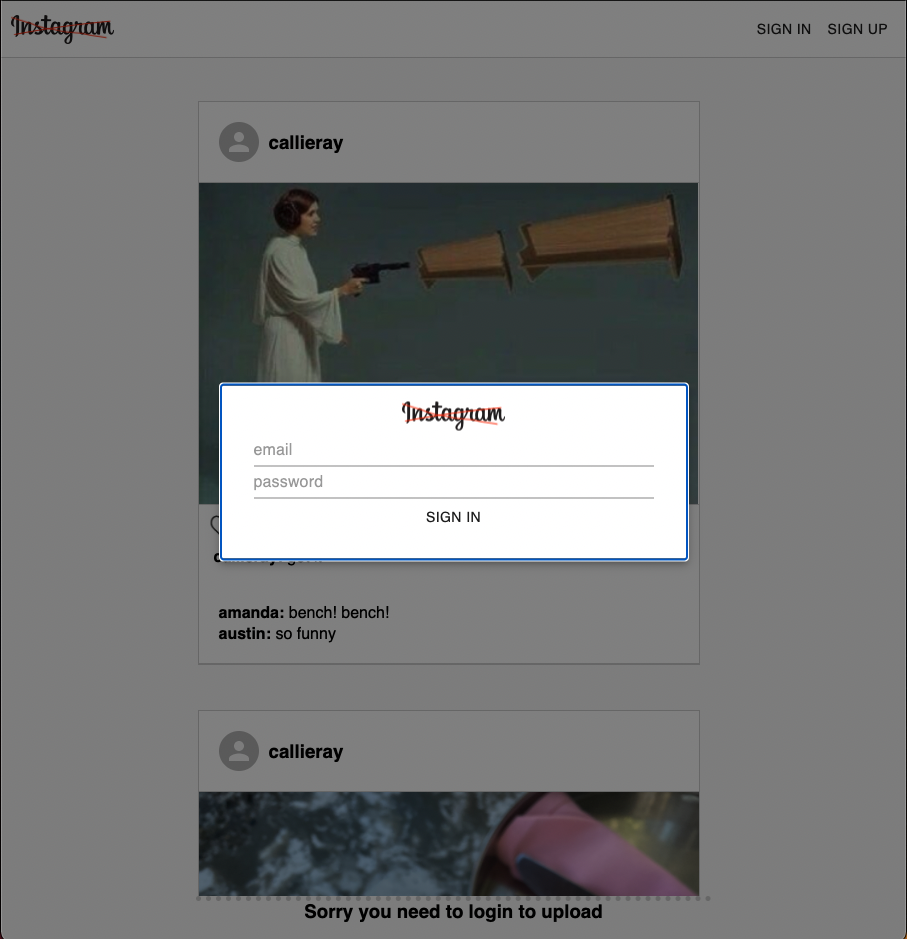 Instagram
SIGN IN SIGN UP
callieray
Instagram
email
password
SIGN IN
amanda: bench! bench!
austin: so funny
callieray
Sorry you need to login to upload